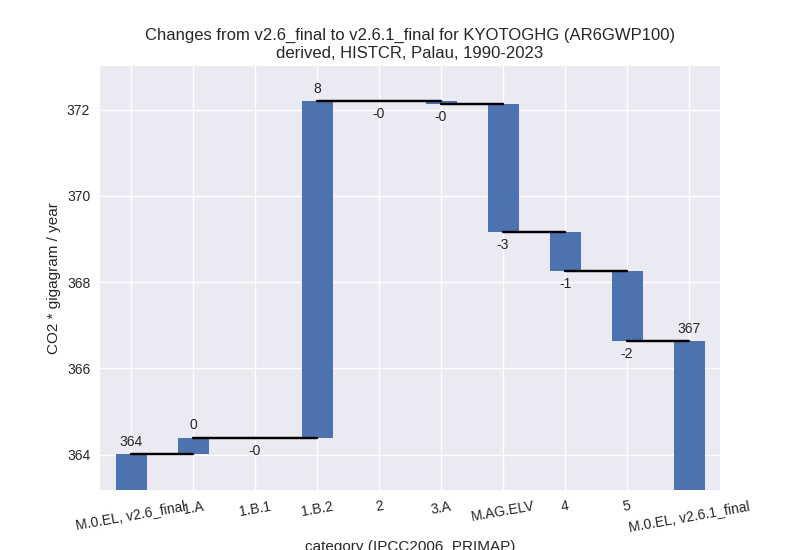 Changes from v2.6_final to v2.6.1_final for KYOTOGHG (AR6GWP100)
derived, HISTCR, Palau, 1990-2023
CO2 * gigagram / year
372
370
368
366
364
364
0
-0
8
-0
-0
-3
-1
-2
367
M.0.EL, v2.6_final
1.A
1.B.1
1.B.2
2
3.A
M.AG.ELV
4
5
M.0.EL, v2.6.1_final
category (IPCC2006_PRIMAP)